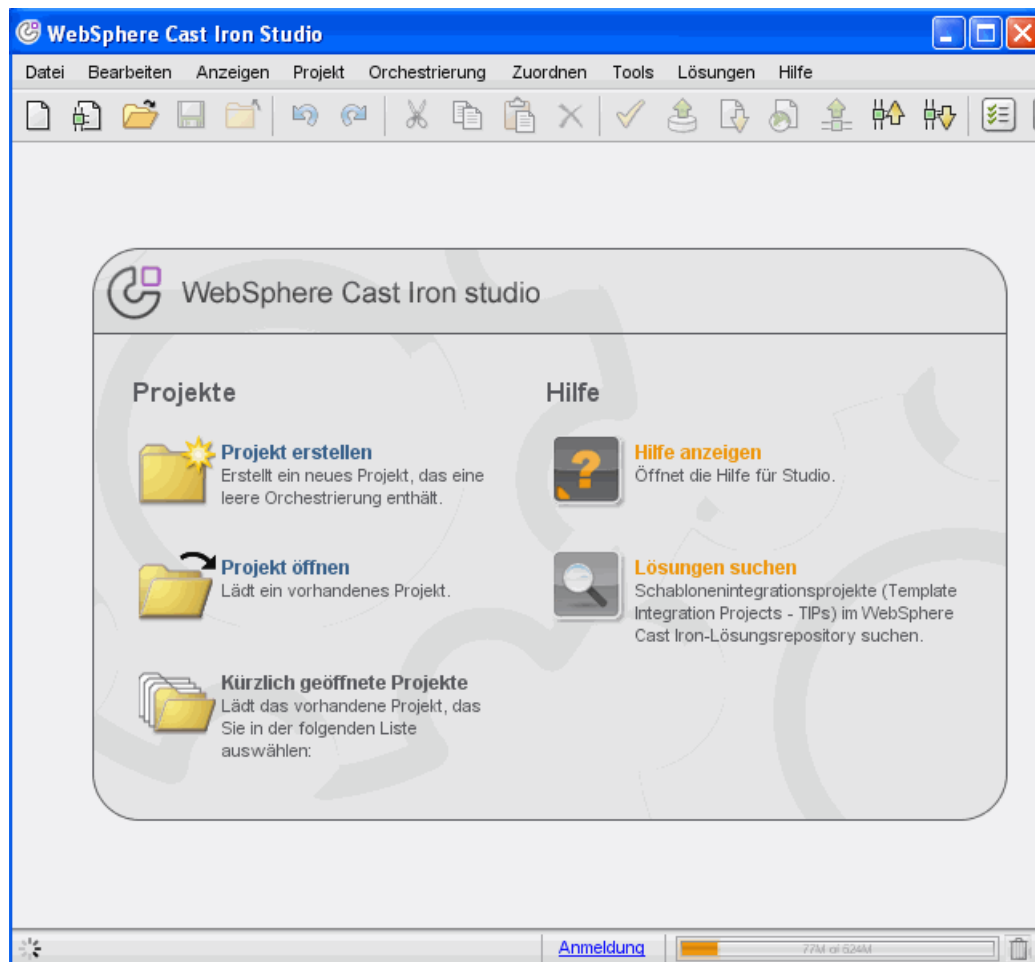 WebSphere Cast Iron Studio
Datei Bearbeiten Anzeigen Projekt Orchestrierung Zuordnen Tools Lösungen Hilfe
WebSphere Cast Iron studio
Projekte
Projekt erstellen
Erstellt ein neues Projekt, das eine
leere Orchestrierung enthält.
Projekt öffnen
Lädt ein vorhandenes Projekt.
Kürzlich geöffnete Projekte
Lädt das vorhandene Projekt, das
Sie in der folgenden Liste
auswählen:
Hilfe
Hilfe anzeigen
Öffnet die Hilfe für Studio.
Lösungen suchen
Schablonenintegrationsprojekte (Template
Integration Projects - TIPs) im WebSphere
Cast Iron-Lösungsrepository suchen.
Anmeldung
77M of 624M